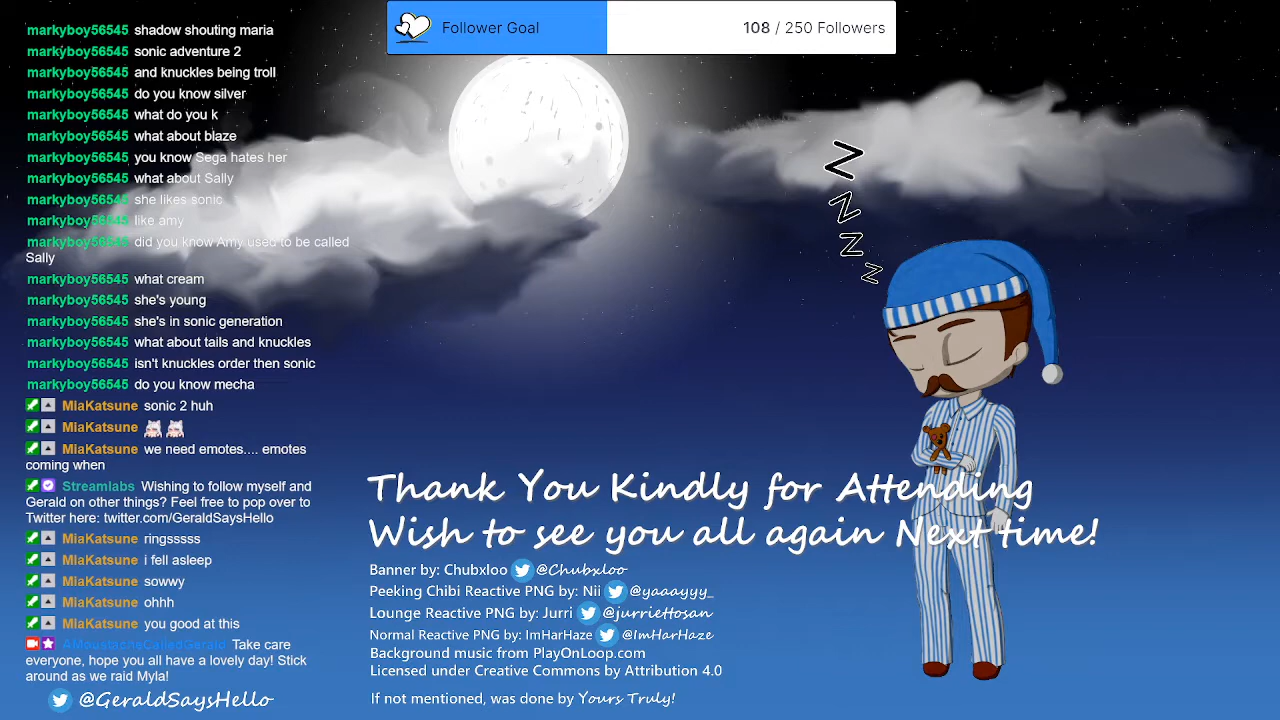 Follower Goal
108 / 250 Followers
markyboy56545 shadow shouting maria
markyboy56545 sonic adventure 2
markyboy56545 and knuckles being troll
markyboy56545 do you know silver
markyboy56545 what do you k
markyboy56545 what about blaze
markyboy56545 you know Sega hates her
markyboy56545 what about Sally
markyboy56545 she likes sonic
markyboy56545 like amy
markyboy56545 did you know Amy used to be called
Sally
markyboy56545 what cream
markyboy56545 she's young
markyboy56545 she's in sonic generation
markyboy56545 what about tails and knuckles
markyboy56545 isn't knuckles order then sonic
markyboy56545 do you know mecha
MiaKatsune sonic 2 huh
MiaKatsune
MiaKatsune we need emotes.... emotes
coming when
Streamlabs Wishing to follow myself and
Gerald on other things? Feel free to pop over to
Twitter here: twitter.com/GeraldSaysHello
MiaKatsune ringsssss
MiaKatsune i fell asleep
MiaKatsune sowwy
MiaKatsune ohhh
MiaKatsune you good at this
AMoustacheCalledGerald Take care
everyone, hope you all have a lovely day! Stick
around as we raid Myla!
@GeraldSaysHello
Z
Z
Z
Z
Thank You Kindly for Attending
Wish to see you all again Next time!
Banner by: Chubxloo @Chubxloo
Peeking Chibi Reactive PNG by: Nii @yaaayyy_
Lounge Reactive PNG by: Jurri @jurriettosan
Normal Reactive PNG by: ImHarHaze @ImHarHaze
Background music from PlayOnLoop.com
Licensed under Creative Commons by Attribution 4.0
If not mentioned, was done by Yours Truly!